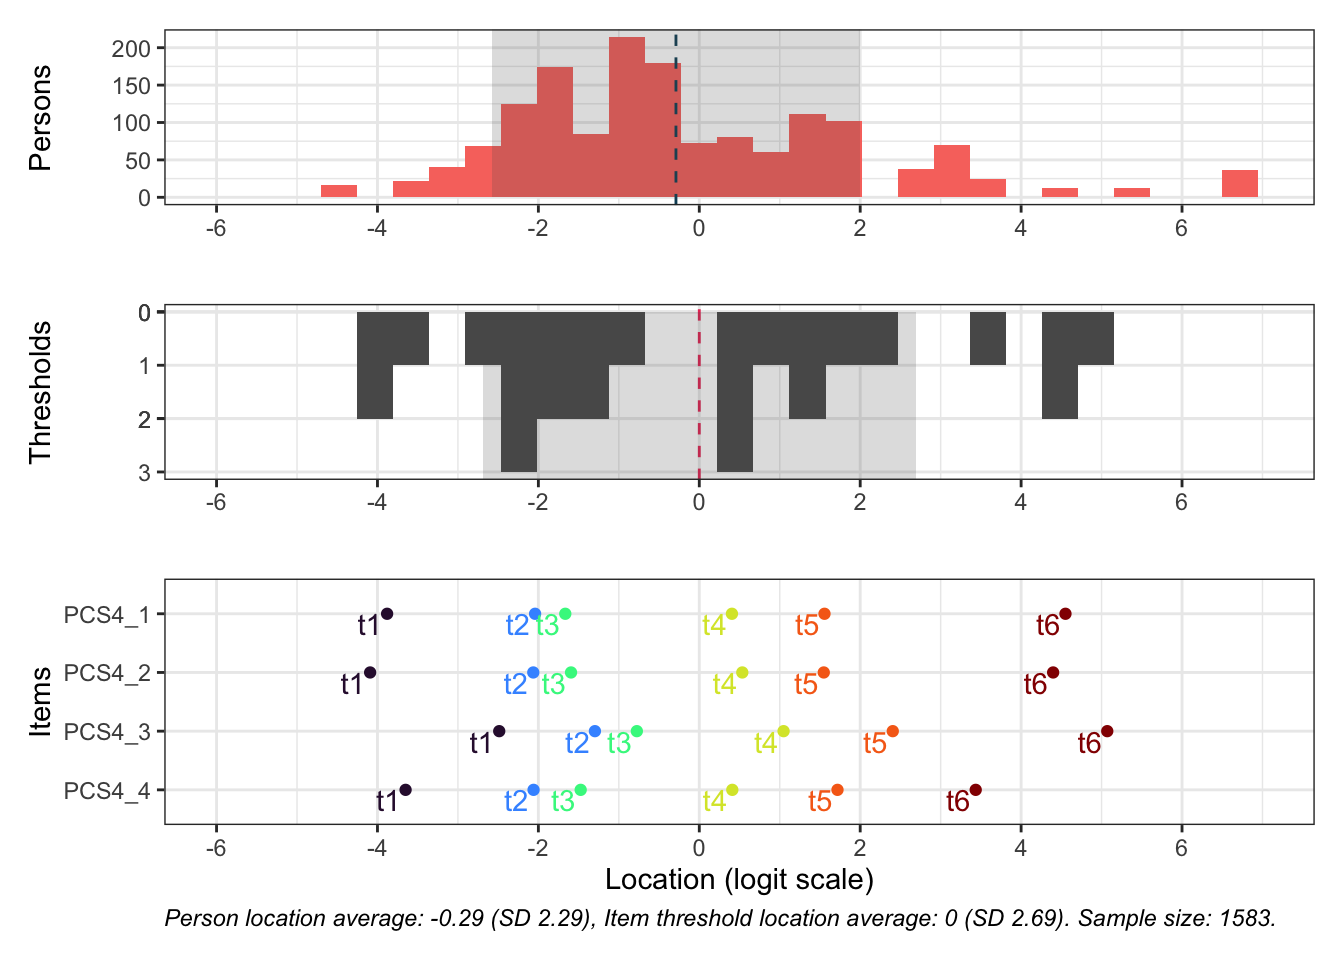 Persons
200
150
100
50
0
-6 -4 -2 0 2 4 6
Thresholds
0
1
2
3
-6 -4 -2 0 2 4 6
Items
PCS4_1 t1 t2 t3 t4 t5 t6
PCS4_2 t1 t2 t3 t4 t5 t6
PCS4_3 t1 t2 t3 t4 t5 t6
PCS4_4 t1 t2 t3 t4 t5 t6
-6 -4 -2 0 2 4 6
Location (logit scale)
Person location average: -0.29 (SD 2.29), Item threshold location average: 0 (SD 2.69). Sample size: 1583.